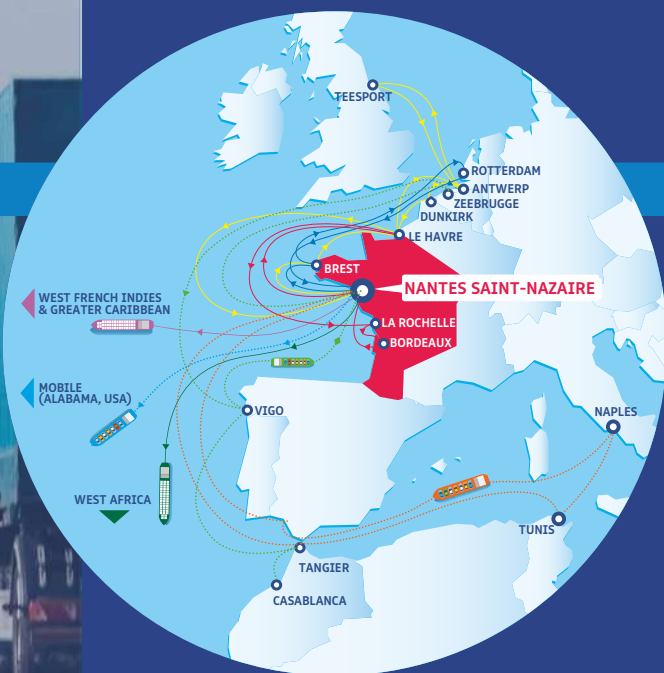 TEESPORT
ROTTERDAM
ANTWERP
ZEEBRUGGE
DUNKIRK
LE HAVRE
BREST
NANTES SAINT-NAZAIRE
WEST FRENCH INDIES
& GREATER CARIBBEAN
LA ROCHELLE
BORDEAUX
MOBILE
(ALABAMA, USA)
VIGO
NAPLES
WEST AFRICA
TUNIS
TANGIER
CASABLANCA